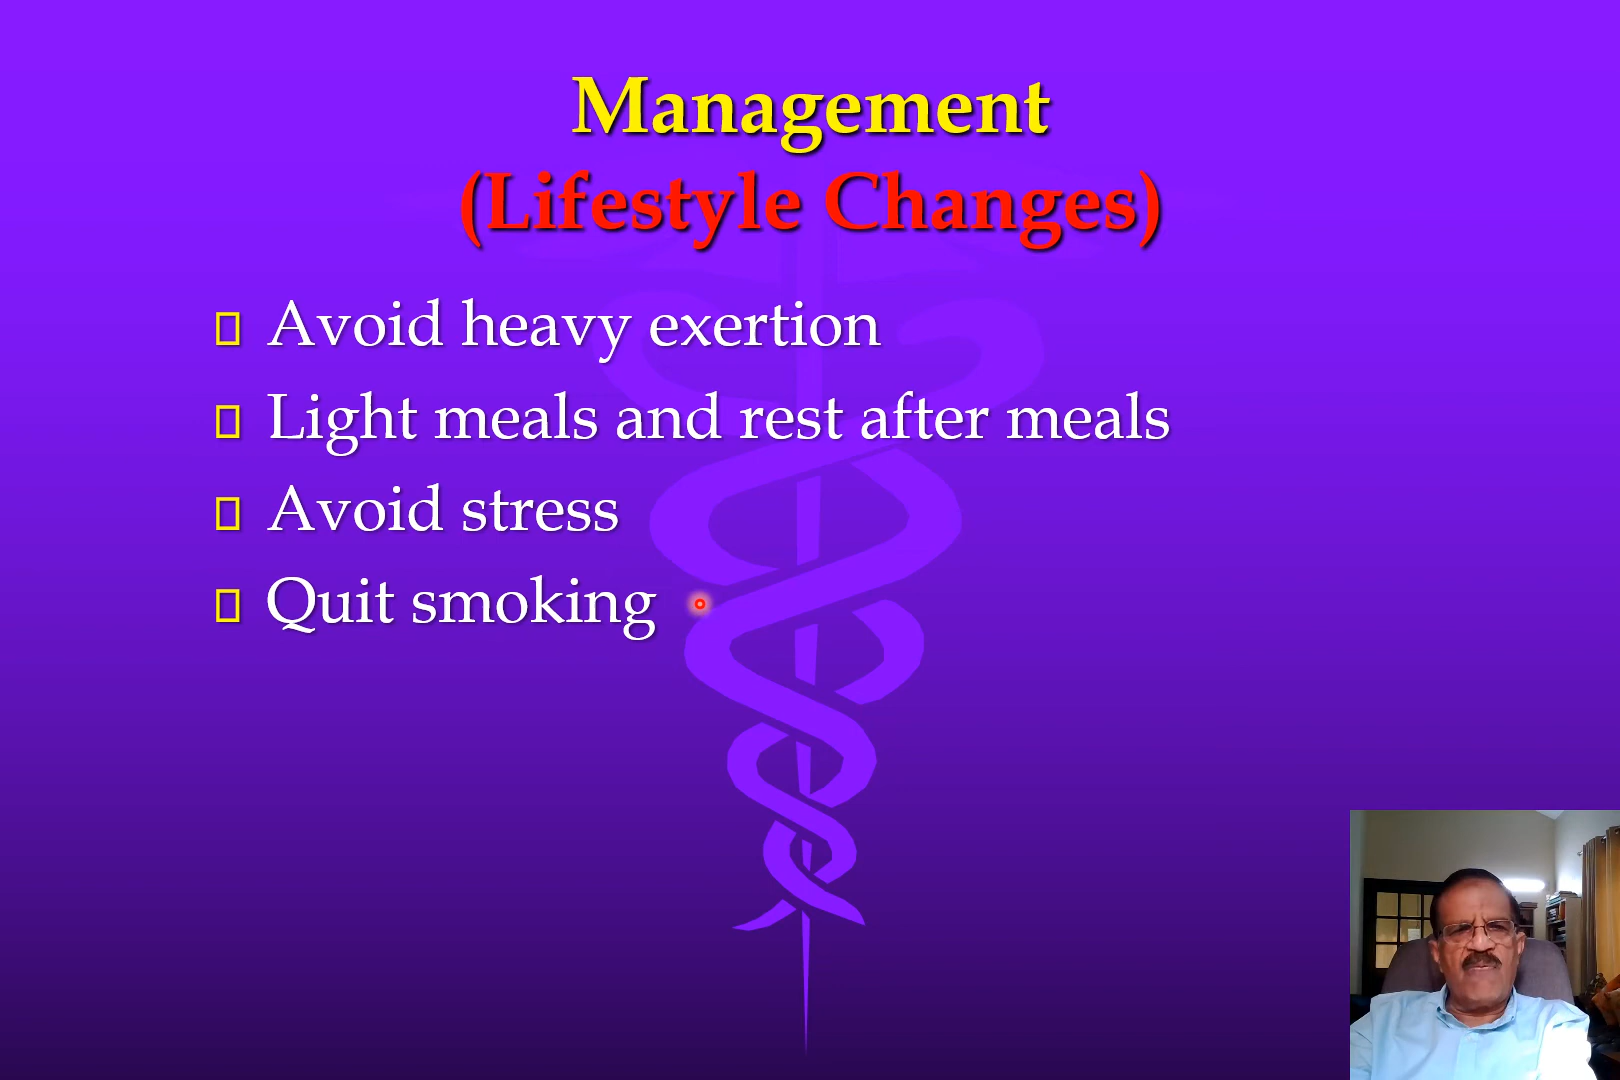 Management
(Lifestyle Changes)
Avoid heavy exertion
Light meals and rest after meals
Avoid stress
Quit smoking